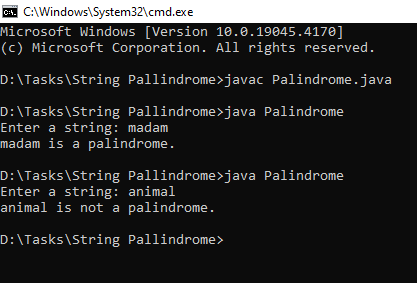 C:\Windows\System32\cmd.exe
Microsoft Windows [Version 10.0.19045.4170]
(c) Microsoft Corporation. All rights reserved.
D:\Tasks\String Pallindrome>javac Palindrome.java
D:\Tasks\String Pallindrome>java Palindrome
Enter a string: madam
madam is a palindrome.
D:\Tasks\String Pallindrome>java Palindrome
Enter a string: animal
animal is not a palindrome.
D:\Tasks\String Pallindrome>